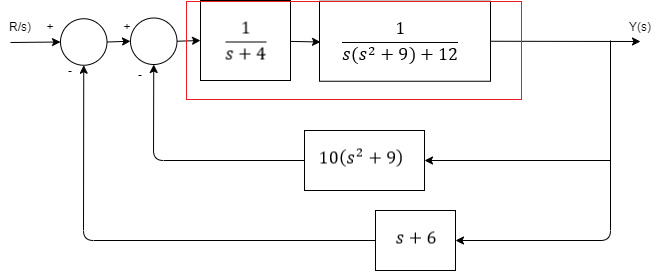 R/s) + + Y(s)
1 / (s + 4)
1 / (s(s² + 9) + 12)
- -
10(s² + 9)
s + 6